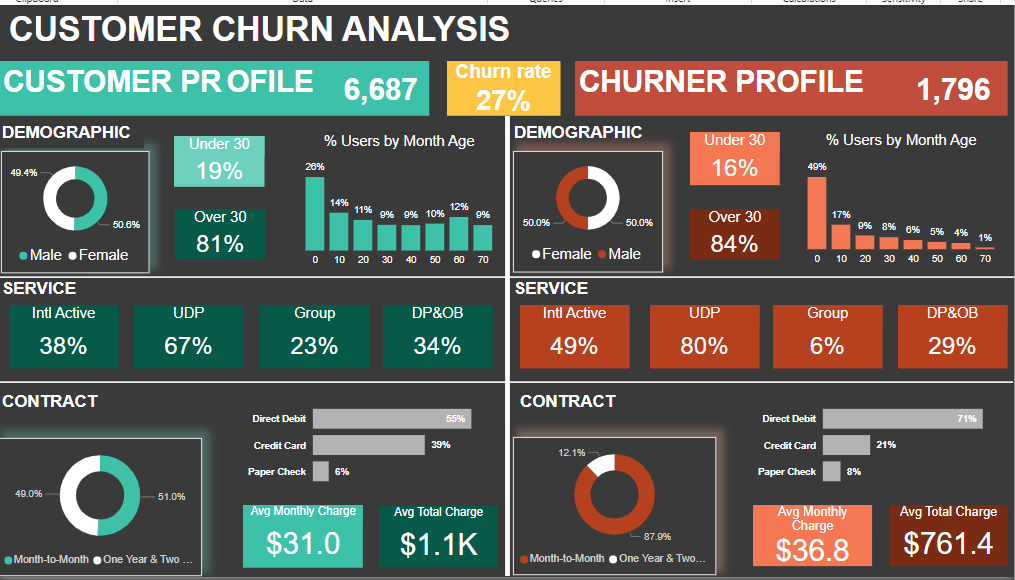 Clipboard
Data
Queries
Insert
Calculations
Sensitivity
Share
CUSTOMER CHURN ANALYSIS
CUSTOMER PR OFILE 6,687
Churn rate
27%
CHURNER PROFILE 1,796
DEMOGRAPHIC
49.4%
50.6%
Male Female
Under 30
19%
Over 30
81%
% Users by Month Age
26%
14%
11%
9%
9%
10%
12%
9%
0 10 20 30 40 50 60 70
DEMOGRAPHIC
50.0%
50.0%
Female Male
Under 30
16%
Over 30
84%
% Users by Month Age
49%
17%
9%
8%
6%
5%
4%
1%
0 10 20 30 40 50 60 70
SERVICE
Intl Active
38%
UDP
67%
Group
23%
DP&OB
34%
SERVICE
Intl Active
49%
UDP
80%
Group
6%
DP&OB
29%
CONTRACT
49.0%
51.0%
Month-to-Month One Year & Two ...
Direct Debit 55%
Credit Card 39%
Paper Check 6%
Avg Monthly Charge
$31.0
Avg Total Charge
$1.1K
CONTRACT
12.1%
87.9%
Month-to-Month One Year & Two...
Direct Debit 71%
Credit Card 21%
Paper Check 8%
Avg Monthly
Charge
$36.8
Avg Total Charge
$761.4